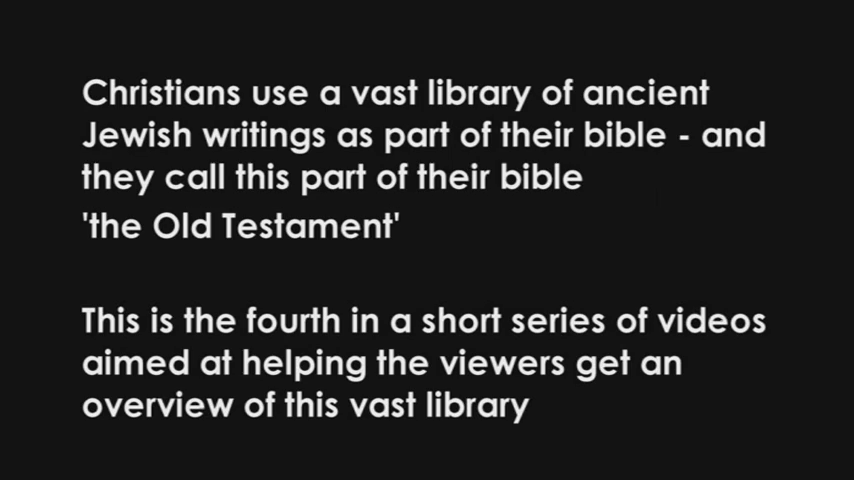 Christians use a vast library of ancient
Jewish writings as part of their bible - and
they call this part of their bible
'the Old Testament'
This is the fourth in a short series of videos
aimed at helping the viewers get an
overview of this vast library